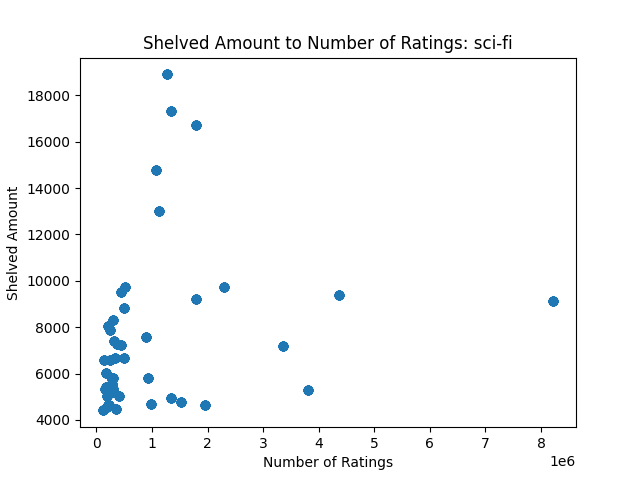 Shelved Amount to Number of Ratings: sci-fi
18000
16000
14000
12000
10000
8000
6000
4000
Shelved Amount
0 1 2 3 4 5 6 7 8
1e6
Number of Ratings